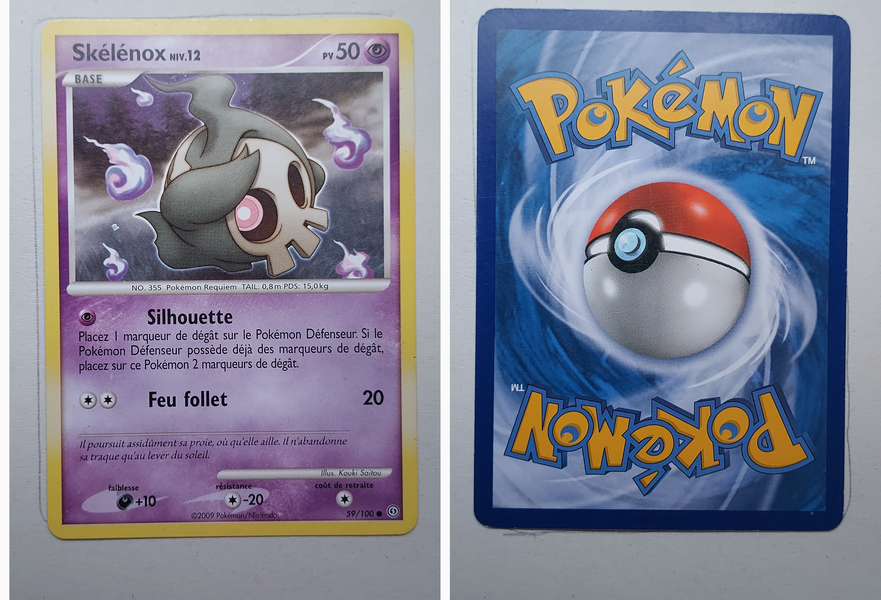 Skélénox NIV.12 PV 50
BASE
NO. 355 Pokémon Requiem TAIL: 0,8m PDS: 15,0kg
Silhouette
Placez 1 marqueur de dégât sur le Pokémon Défenseur. Si le
Pokémon Défenseur possède déjà des marqueurs de dégât,
placez sur ce Pokémon 2 marqueurs de dégât.
Feu follet 20
Il poursuit assidûment sa proie, où qu'elle aille. Il n'abandonne
sa traque qu'au lever du soleil.
Illus. Kouki Saitou
faiblesse résistance coût de retraite
+10 -20
©2009 Pokémon/Nintendo
59/100
POKéMON
TM
TM
POKéMON